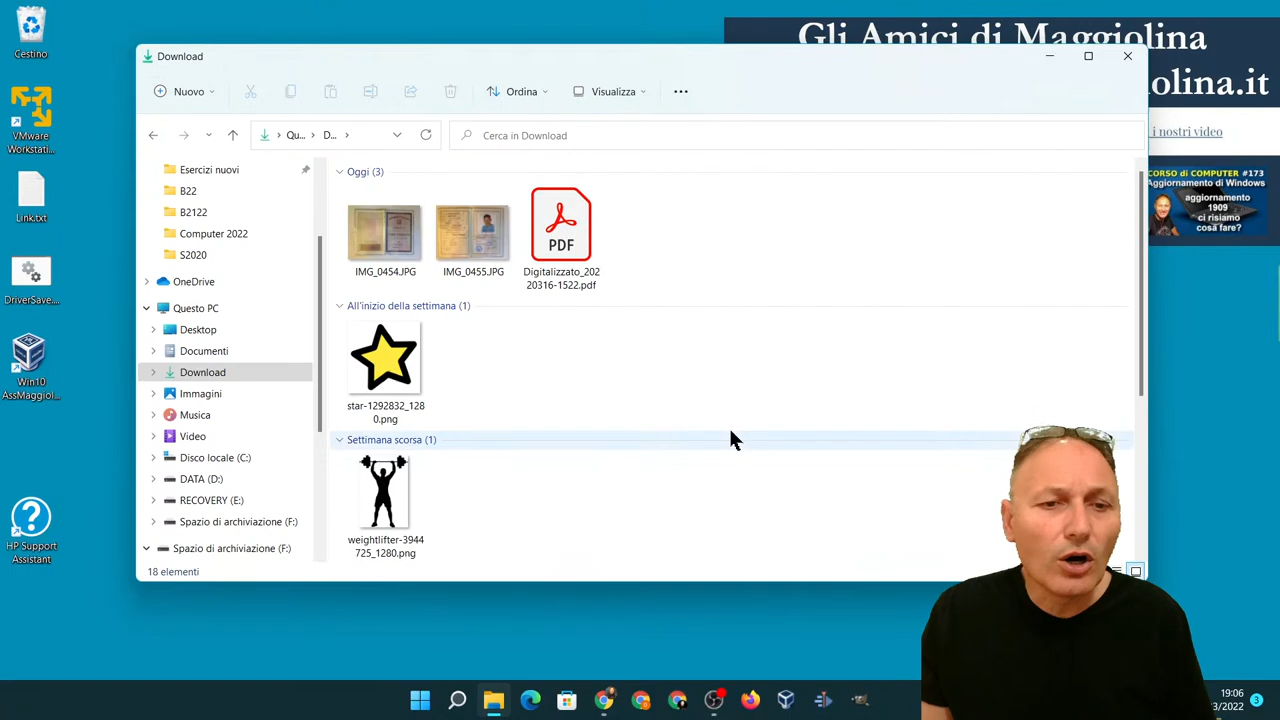 Cestino
VMware
Workstati...
Link.txt
DriverSave....
Win10
AssMaggiol...
HP Support
Assistant
Gli Amici di Maggiolina
olina.it
i nostri video
CORSO di COMPUTER #173
Aggiornamento di Windows
aggiornamento
1909
ci risiamo
cosa fare?
Download
Nuovo
Ordina
Visualizza
Qu...
D...
Cerca in Download
Esercizi nuovi
B22
B2122
Computer 2022
S2020
OneDrive
Questo PC
Desktop
Documenti
Download
Immagini
Musica
Video
Disco locale (C:)
DATA (D:)
RECOVERY (E:)
Spazio di archiviazione (F:)
Spazio di archiviazione (F:)
Oggi (3)
PDF
IMG_0454.JPG
IMG_0455.JPG
Digitalizzato_202
20316-1522.pdf
All'inizio della settimana (1)
star-1292832_128
0.png
Settimana scorsa (1)
weightlifter-3944
725_1280.png
18 elementi
19:06
3/2022
3